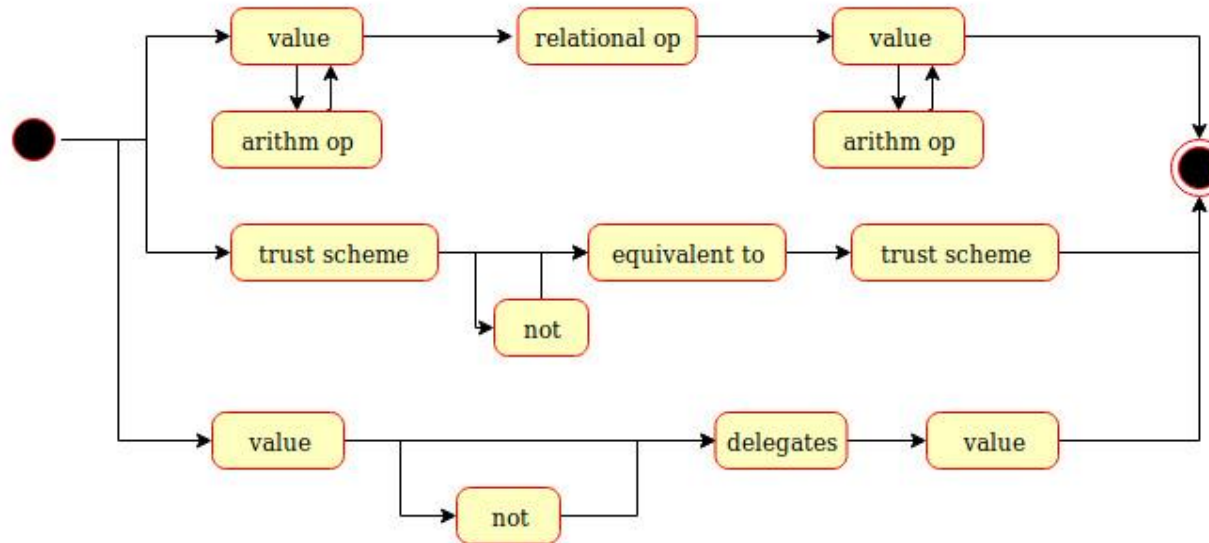 value
relational op
value
arithm op
arithm op
trust scheme
equivalent to
trust scheme
not
value
delegates
value
not